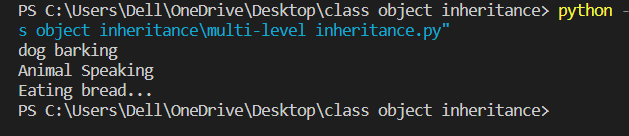 PS C:\Users\Dell\OneDrive\Desktop\class object inheritance> python -
s object inheritance\multi-level inheritance.py"
dog barking
Animal Speaking
Eating bread...
PS C:\Users\Dell\OneDrive\Desktop\class object inheritance>